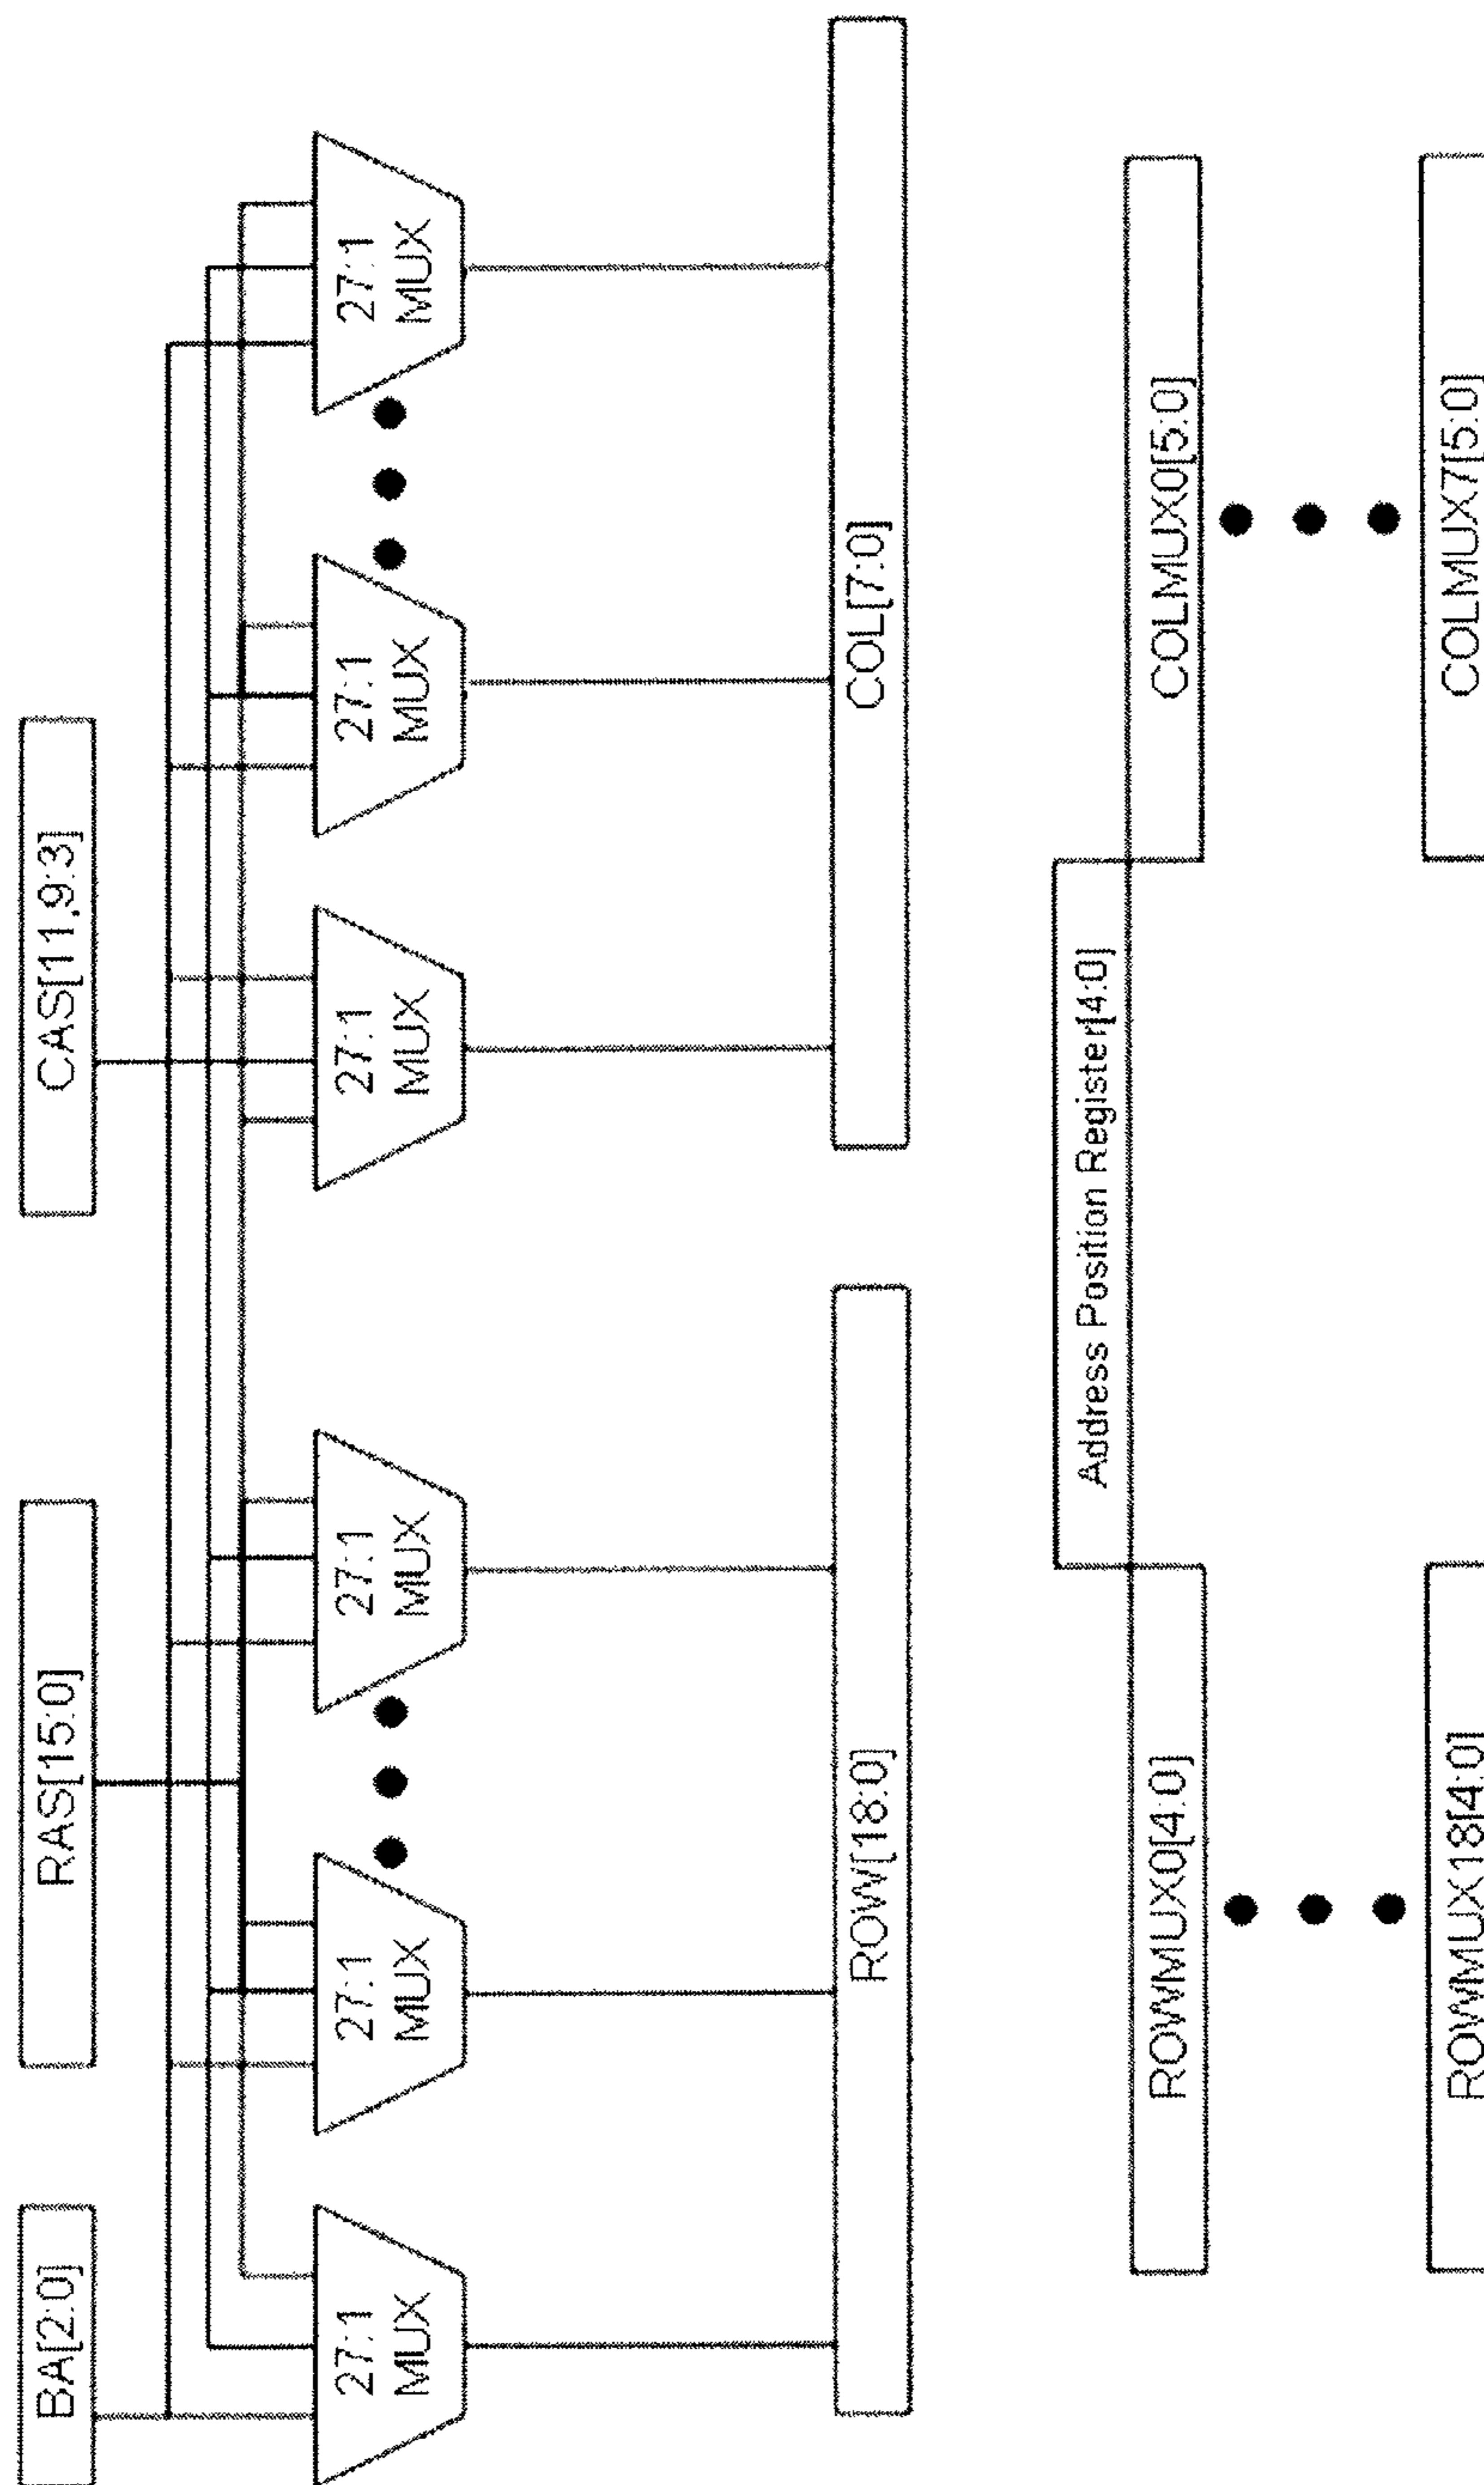 BA[2:0]
RAS[15:0]
CAS[11,9:3]
27:1
MUX
27:1
MUX
27:1
MUX
27:1
MUX
27:1
MUX
27:1
MUX
ROW[18:0]
COL[7:0]
Address Position Register[4:0]
ROWMUX0[4:0]
COLMUX0[5:0]
ROWMUX18[4:0]
COLMUX7[5:0]